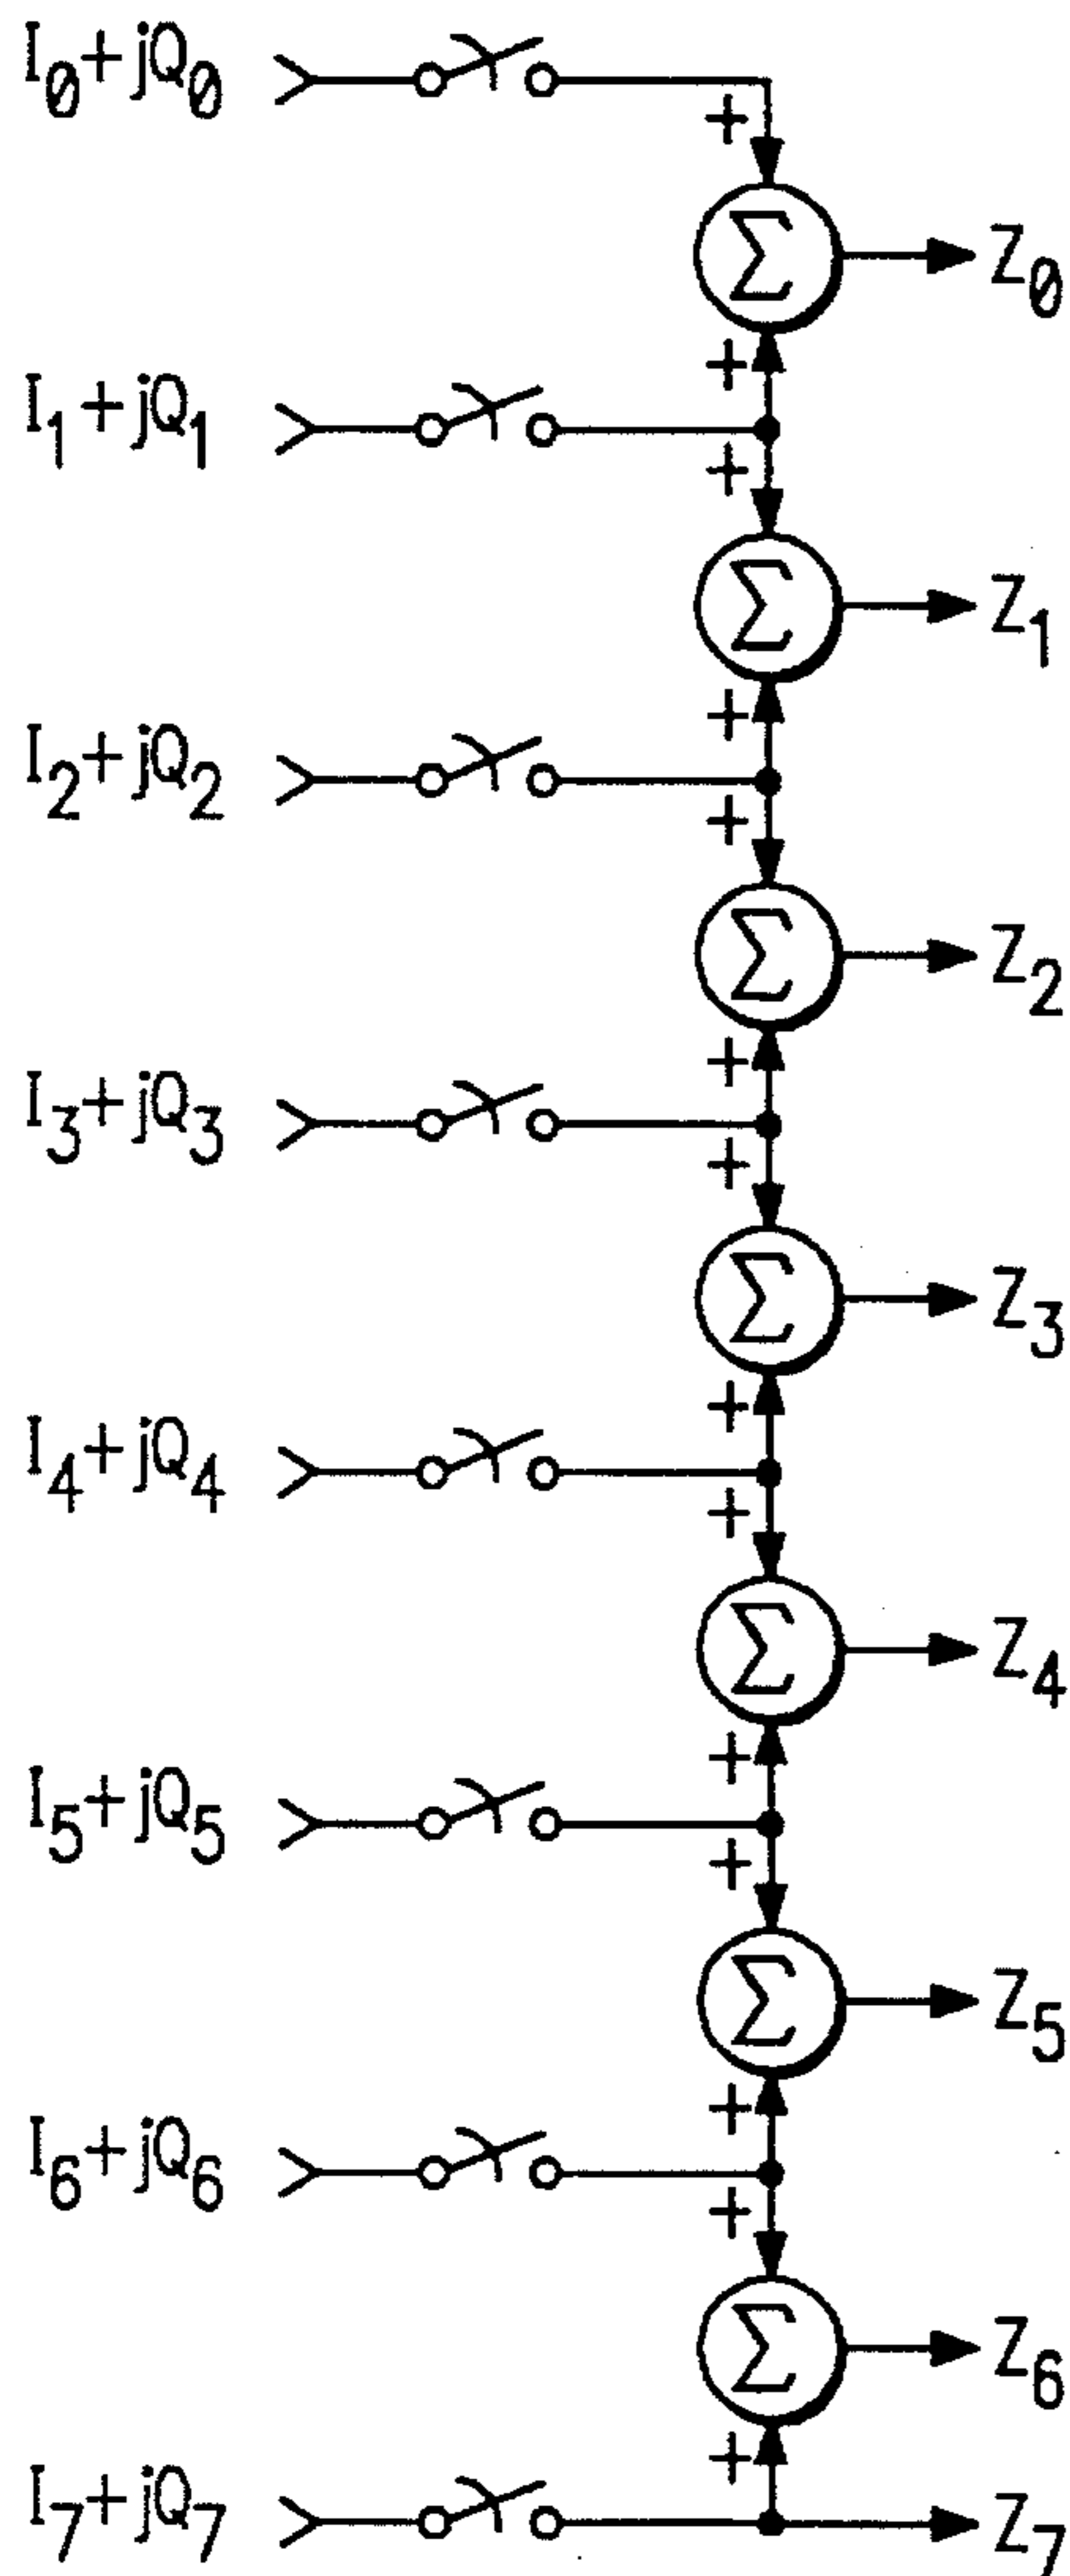 I0+jQ0
+
Σ
Z0
+
I1+jQ1
+
Σ
Z1
+
I2+jQ2
+
Σ
Z2
+
I3+jQ3
+
Σ
Z3
+
I4+jQ4
+
Σ
Z4
+
I5+jQ5
+
Σ
Z5
+
I6+jQ6
+
Σ
Z6
+
I7+jQ7
Z7